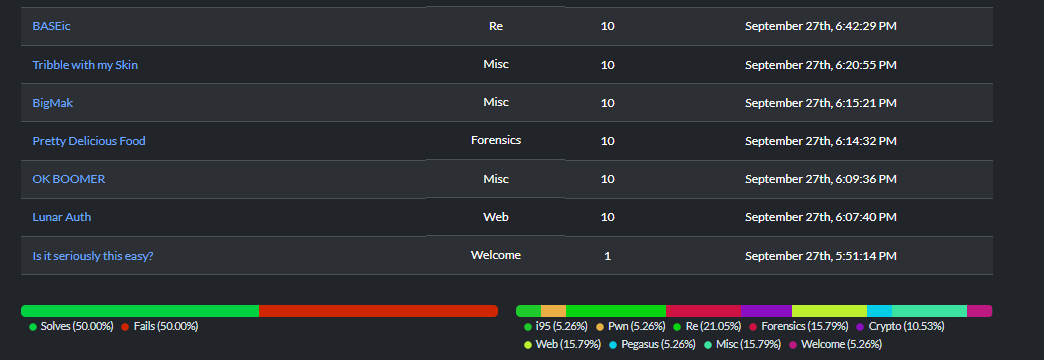 BASEic Re 10 September 27th, 6:42:29 PM
Tribble with my Skin Misc 10 September 27th, 6:20:55 PM
BigMak Misc 10 September 27th, 6:15:21 PM
Pretty Delicious Food Forensics 10 September 27th, 6:14:32 PM
OK BOOMER Misc 10 September 27th, 6:09:36 PM
Lunar Auth Web 10 September 27th, 6:07:40 PM
Is it seriously this easy? Welcome 1 September 27th, 5:51:14 PM
Solves (50.00%) Fails (50.00%)
i95 (5.26%) Pwn (5.26%) Re (21.05%) Forensics (15.79%) Crypto (10.53%)
Web (15.79%) Pegasus (5.26%) Misc (15.79%) Welcome (5.26%)